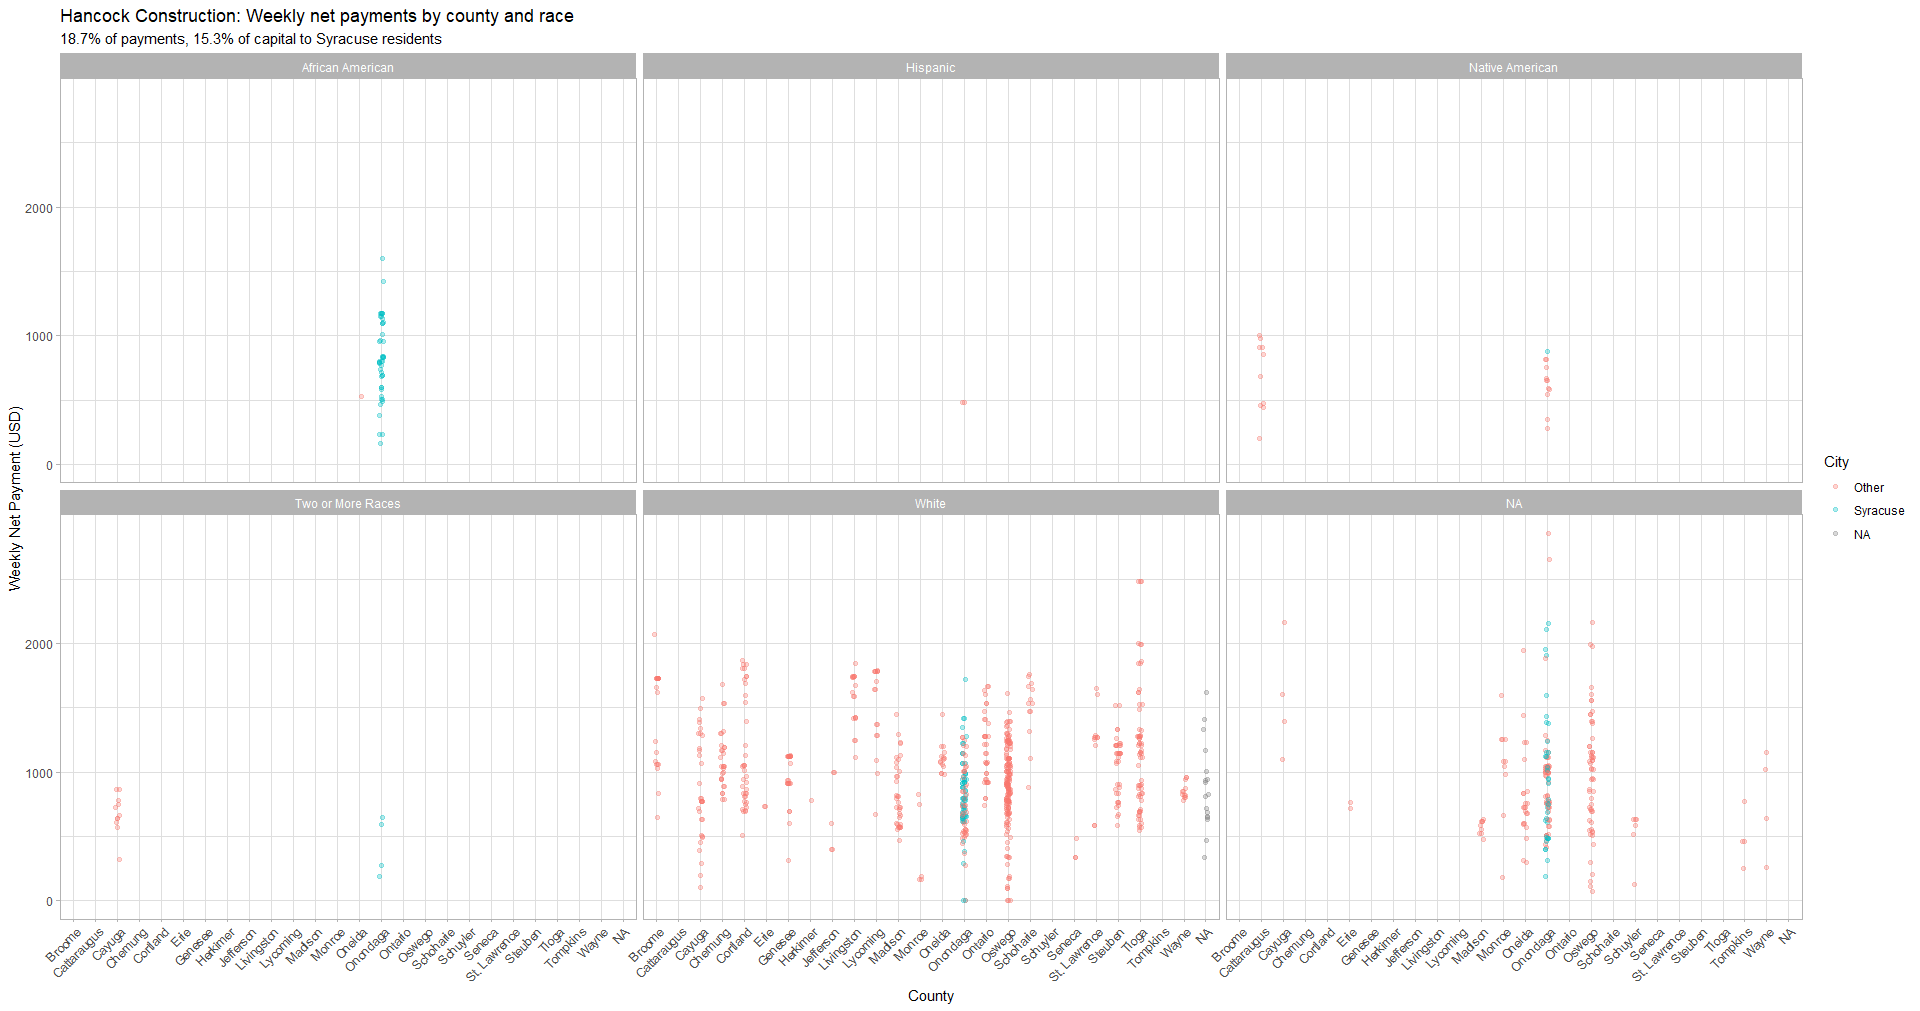 Hancock Construction: Weekly net payments by county and race
18.7% of payments, 15.3% of capital to Syracuse residents
African American
Hispanic
Native American
2000
1000
0
Two or More Races
White
NA
2000
1000
0
Weekly Net Payment (USD)
Broome
Cattaraugus
Cayuga
Chemung
Cortland
Erie
Genesee
Herkimer
Jefferson
Livingston
Lycoming
Madison
Monroe
Oneida
Onondaga
Ontario
Oswego
Schoharie
Schuyler
Seneca
St. Lawrence
Steuben
Tioga
Tompkins
Wayne
NA
Broome
Cattaraugus
Cayuga
Chemung
Cortland
Erie
Genesee
Herkimer
Jefferson
Livingston
Lycoming
Madison
Monroe
Oneida
Onondaga
Ontario
Oswego
Schoharie
Schuyler
Seneca
St. Lawrence
Steuben
Tioga
Tompkins
Wayne
NA
Broome
Cattaraugus
Cayuga
Chemung
Cortland
Erie
Genesee
Herkimer
Jefferson
Livingston
Lycoming
Madison
Monroe
Oneida
Onondaga
Ontario
Oswego
Schoharie
Schuyler
Seneca
St. Lawrence
Steuben
Tioga
Tompkins
Wayne
NA
County
City
Other
Syracuse
NA